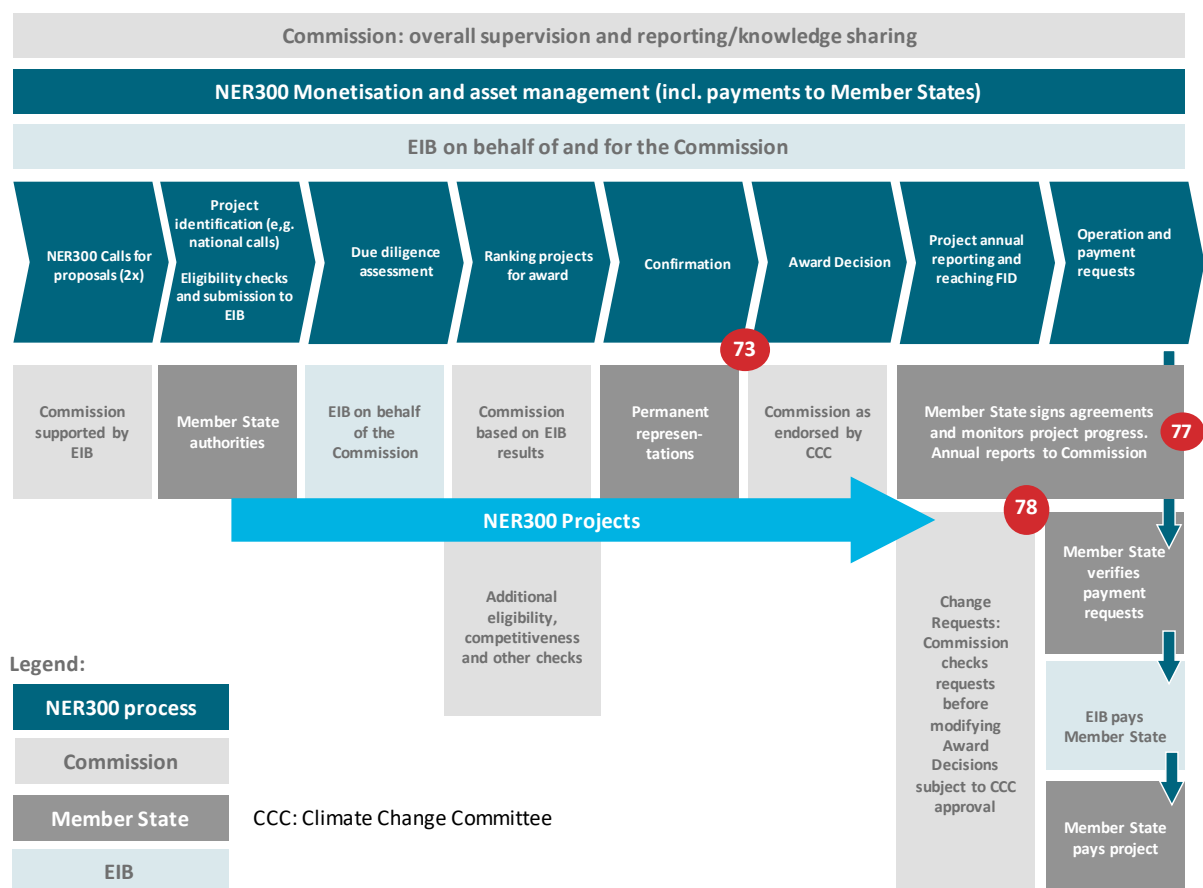 Commission: overall supervision and reporting/knowledge sharing
NER300 Monetisation and asset management (incl. payments to Member States)
EIB on behalf of and for the Commission
NER300 Calls for
proposals (2x)
Project
identification (e,g.
national calls)
Eligibility checks
and submission to
EIB
Due diligence
assessment
Ranking projects
for award
Confirmation
Award Decision
Project annual
reporting and
reaching FID
Operation and
payment
requests
73
Commission
supported by
EIB
Member State
authorities
EIB on behalf
of the
Commission
Commission
based on EIB
results
Permanent
represen-
tations
Commission as
endorsed by
CCC
Member State signs agreements
and monitors project progress.
Annual reports to Commission
77
NER300 Projects
78
Additional
eligibility,
competitiveness
and other checks
Change
Requests:
Commission
checks
requests
before
modifying
Award
Decisions
subject to CCC
approval
Member State
verifies
payment
requests
EIB pays
Member State
Member State
pays project
Legend:
NER300 process
Commission
Member State
EIB
CCC: Climate Change Committee